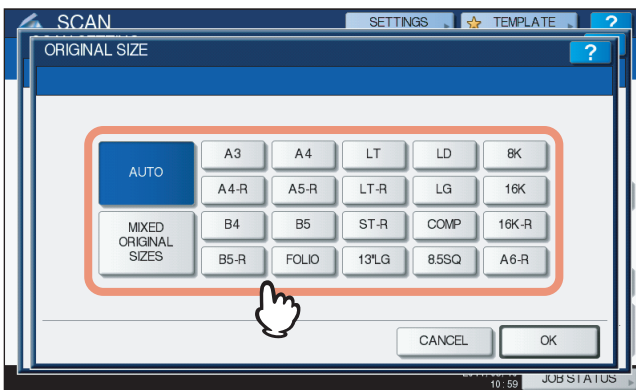 SCAN
SETTINGS
TEMPLATE
?
ORIGINAL SIZE
?
AUTO
A3
A4
LT
LD
8K
A4-R
A5-R
LT-R
LG
16K
MIXED
ORIGINAL
SIZES
B4
B5
ST-R
COMP
16K-R
B5-R
FOLIO
13"LG
8.5SQ
A6-R
CANCEL
OK
10:59
JOB STATUS